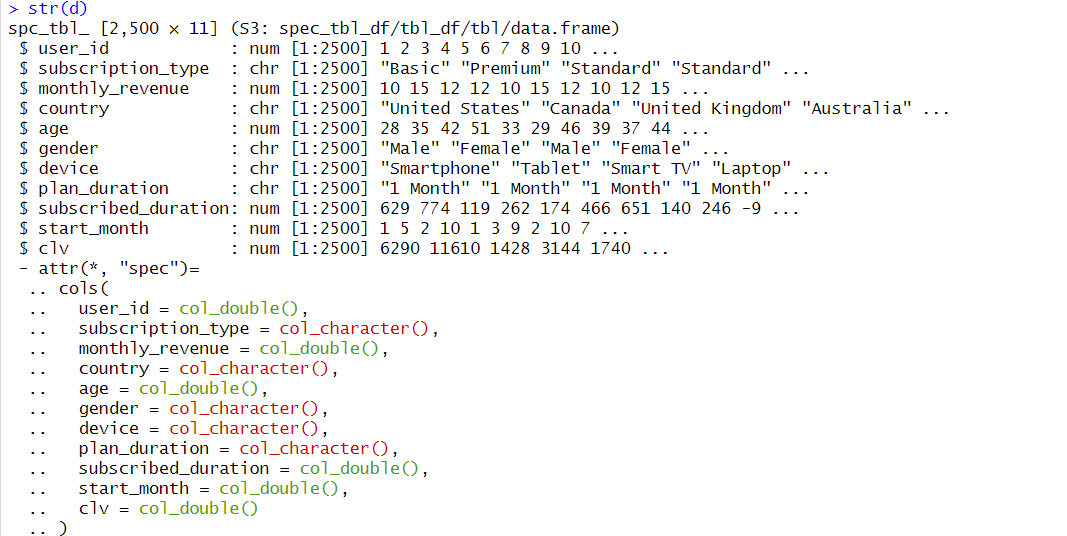 > str(d)
spc_tbl_ [2,500 × 11] (S3: spec_tbl_df/tbl_df/tbl/data.frame)
 $ user_id            : num [1:2500] 1 2 3 4 5 6 7 8 9 10 ...
 $ subscription_type  : chr [1:2500] "Basic" "Premium" "Standard" "Standard" ...
 $ monthly_revenue    : num [1:2500] 10 15 12 12 10 15 12 10 12 15 ...
 $ country            : chr [1:2500] "United States" "Canada" "United Kingdom" "Australia" ...
 $ age                : num [1:2500] 28 35 42 51 33 29 46 39 37 44 ...
 $ gender             : chr [1:2500] "Male" "Female" "Male" "Female" ...
 $ device             : chr [1:2500] "Smartphone" "Tablet" "Smart TV" "Laptop" ...
 $ plan_duration      : chr [1:2500] "1 Month" "1 Month" "1 Month" "1 Month" ...
 $ subscribed_duration: num [1:2500] 629 774 119 262 174 466 651 140 246 -9 ...
 $ start_month        : num [1:2500] 1 5 2 10 1 3 9 2 10 7 ...
 $ clv                : num [1:2500] 6290 11610 1428 3144 1740 ...
 - attr(*, "spec")=
  .. cols(
  ..   user_id = col_double(),
  ..   subscription_type = col_character(),
  ..   monthly_revenue = col_double(),
  ..   country = col_character(),
  ..   age = col_double(),
  ..   gender = col_character(),
  ..   device = col_character(),
  ..   plan_duration = col_character(),
  ..   subscribed_duration = col_double(),
  ..   start_month = col_double(),
  ..   clv = col_double()
  .. )